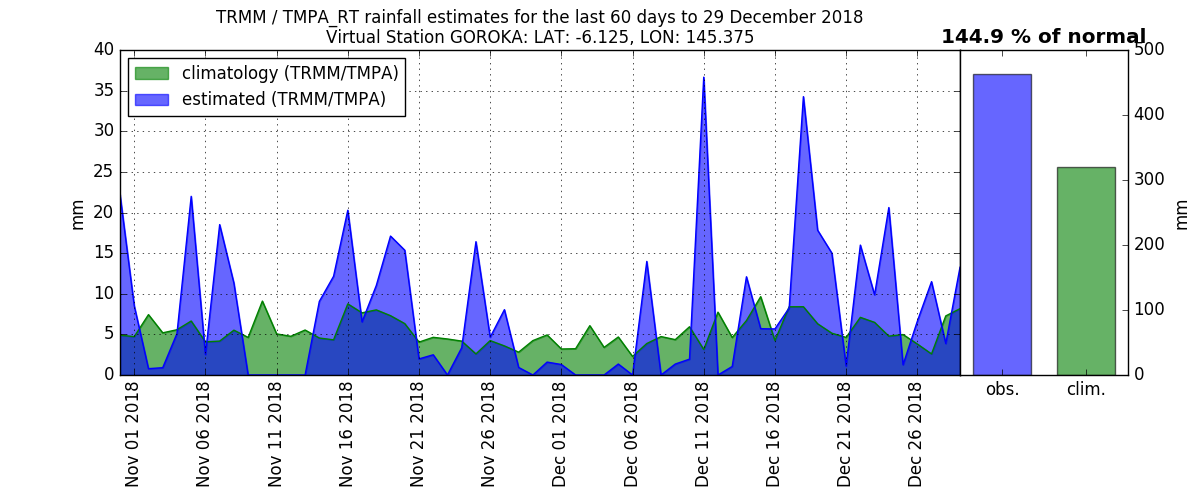 TRMM / TMPA_RT rainfall estimates for the last 60 days to 29 December 2018
Virtual Station GOROKA: LAT: -6.125, LON: 145.375
144.9 % of normal
climatology (TRMM/TMPA)
estimated (TRMM/TMPA)
40
35
30
25
20
15
10
5
0
mm
Nov 01 2018
Nov 06 2018
Nov 11 2018
Nov 16 2018
Nov 21 2018
Nov 26 2018
Dec 01 2018
Dec 06 2018
Dec 11 2018
Dec 16 2018
Dec 21 2018
Dec 26 2018
obs.
clim.
500
400
300
200
100
0
mm